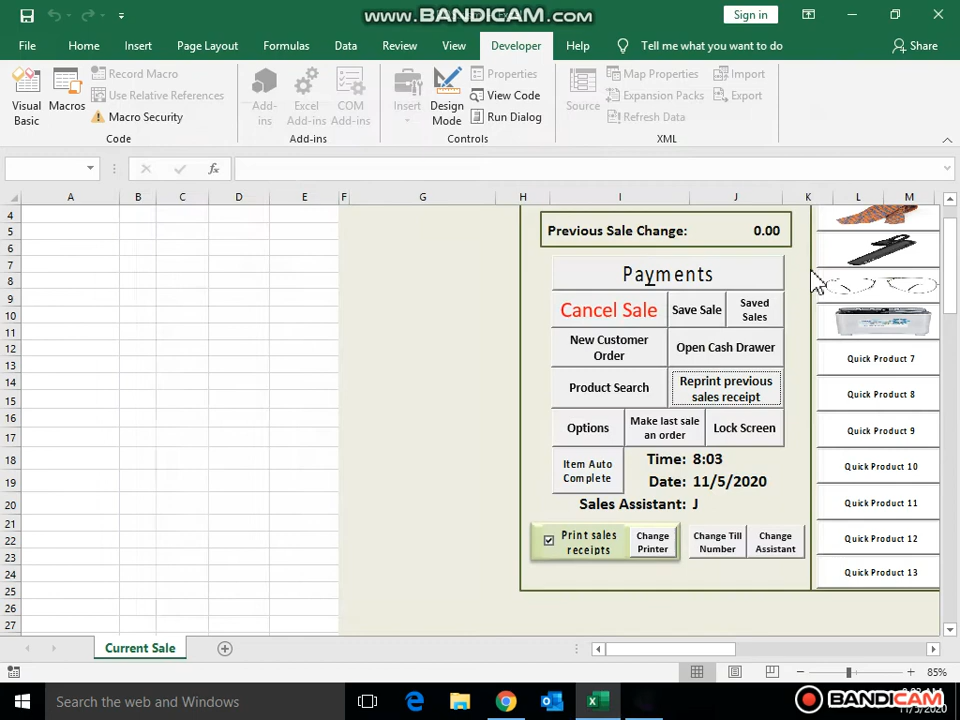 www.BANDICAM.com
Sign in
File Home Insert Page Layout Formulas Data Review View Developer Help Tell me what you want to do Share
Visual Basic
Macros
Record Macro
Use Relative References
Macro Security
Code
Add-ins
Excel Add-ins
COM Add-ins
Add-ins
Insert
Design Mode
Properties
View Code
Run Dialog
Controls
Source
Map Properties
Expansion Packs
Refresh Data
Import
Export
XML
fx
A B C D E F G H I J K L M
4
5
6
7
8
9
10
11
12
13
14
15
16
17
18
19
20
21
22
23
24
25
26
27
Previous Sale Change: 0.00
Payments
Cancel Sale
Save Sale
Saved Sales
New Customer Order
Open Cash Drawer
Product Search
Reprint previous sales receipt
Options
Make last sale an order
Lock Screen
Item Auto Complete
Time: 8:03
Date: 11/5/2020
Sales Assistant: J
Print sales receipts
Change Printer
Change Till Number
Change Assistant
Quick Product 7
Quick Product 8
Quick Product 9
Quick Product 10
Quick Product 11
Quick Product 12
Quick Product 13
Current Sale
85%
Search the web and Windows
BANDICAM
11/5/2020